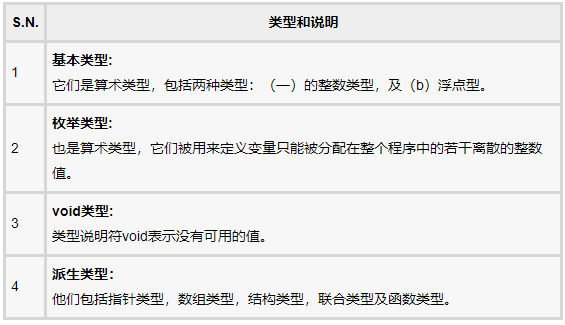 S.N. 类型和说明
1 基本类型:
它们是算术类型，包括两种类型：（一）的整数类型，及（b）浮点型。
2 枚举类型:
也是算术类型，它们被用来定义变量只能被分配在整个程序中的若干离散的整数
值。
3 void类型:
类型说明符void表示没有可用的值。
4 派生类型:
他们包括指针类型，数组类型，结构类型，联合类型及函数类型。